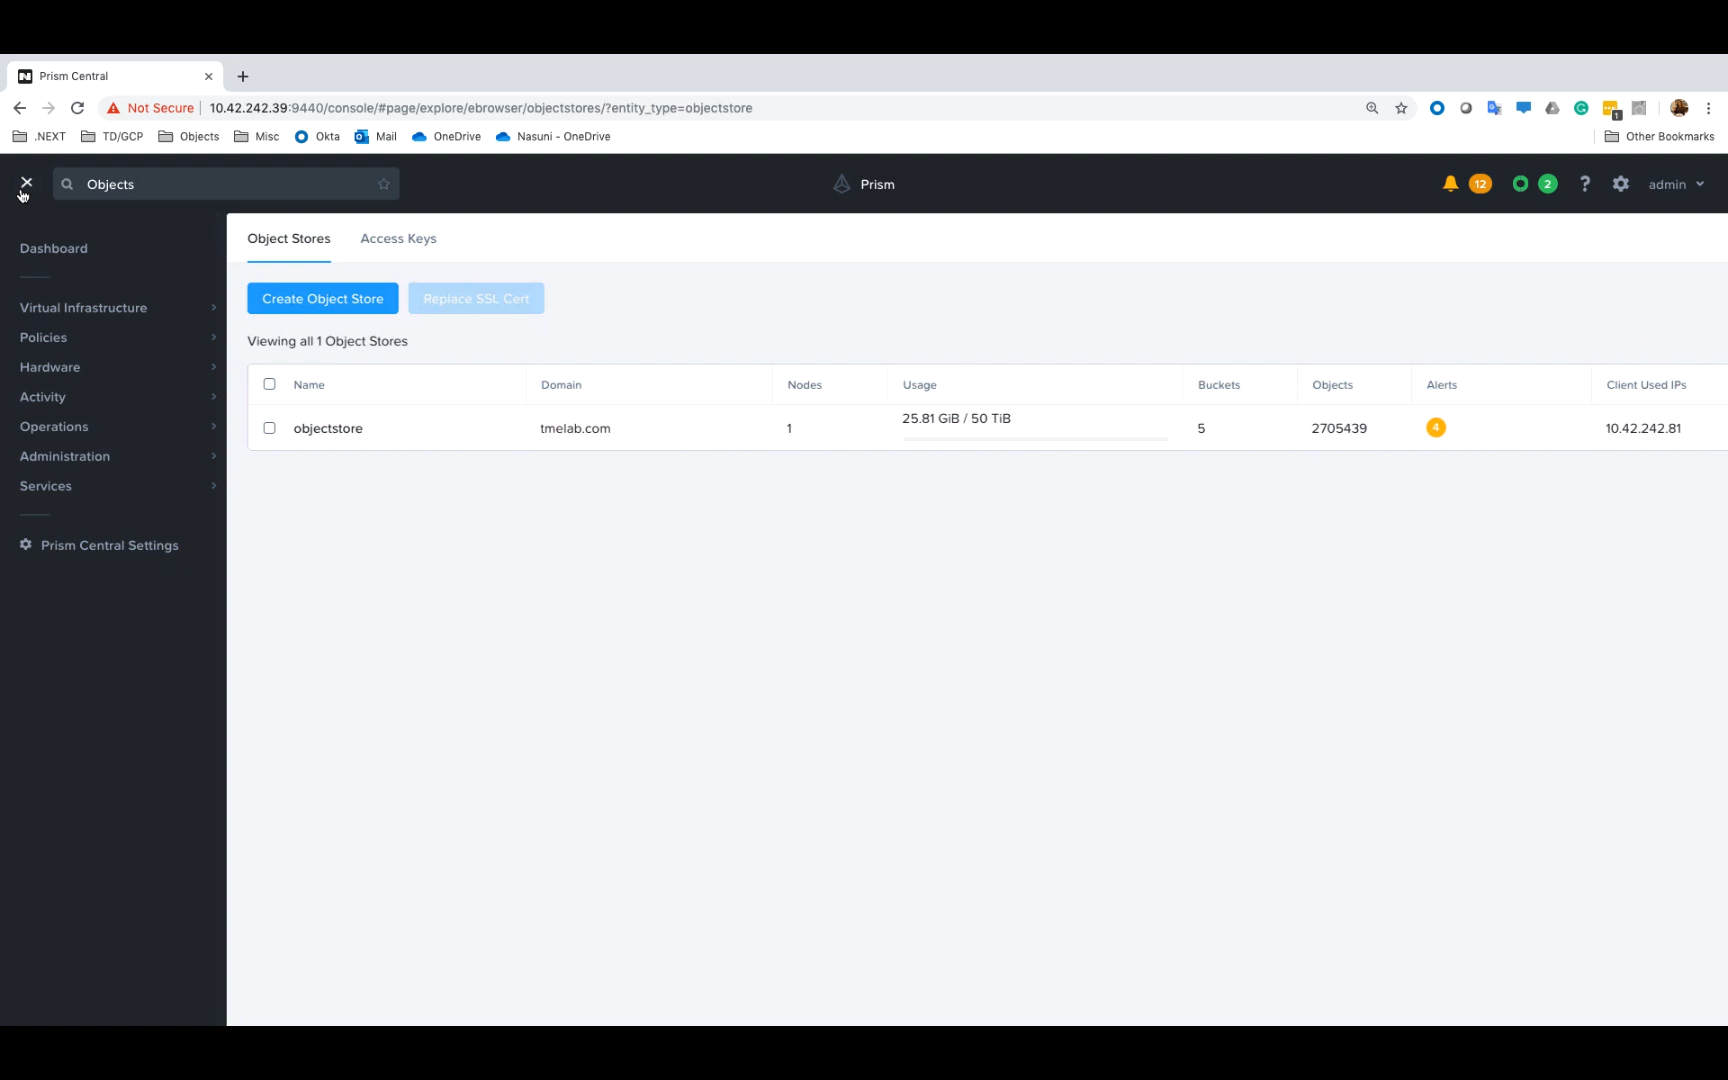 Prism Central
Not Secure 10.42.242.39:9440/console/#page/explore/ebrowser/objectstores/?entity_type=objectstore
1
.NEXT TD/GCP Objects Misc Okta Mail OneDrive Nasuni - OneDrive Other Bookmarks
Objects Prism 12 2 ? admin
Dashboard
Virtual Infrastructure
Policies
Hardware
Activity
Operations
Administration
Services
Prism Central Settings
Object Stores Access Keys
Create Object Store Replace SSL Cert
Viewing all 1 Object Stores
Name Domain Nodes Usage Buckets Objects Alerts Client Used IPs
objectstore tmelab.com 1 25.81 GiB / 50 TiB 5 2705439 4 10.42.242.81